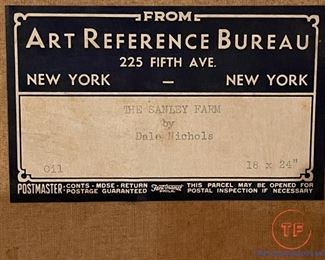 FROM
ART REFERENCE BUREAU
225 FIFTH AVE.
NEW YORK — NEW YORK
THE SANLEY FARM
by
Dale Nichols
Oil 18 x 24"
POSTMASTER: CONTS. - MDSE - RETURN POSTAGE GUARANTEED
THIS PARCEL MAY BE OPENED FOR POSTAL INSPECTION IF NECESSARY
TF